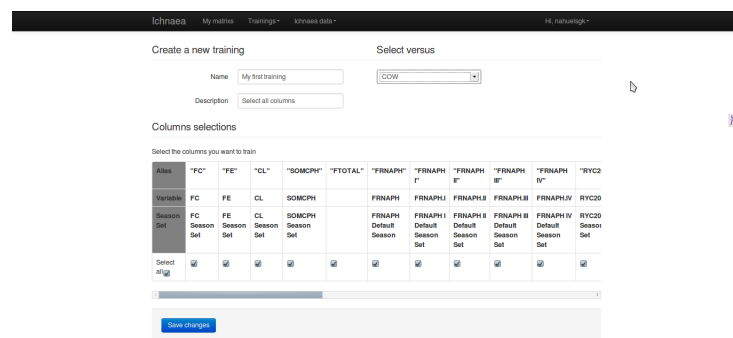 Ichnaea My matrixs Trainings Ichnaea data Hi, nahuelsgk
Create a new training
Select versus
Name My first training
COW
Description Select all columns
Columns selections
Select the columns you want to train
Alias "FC" "FE" "CL" "SOMCPH" "FTOTAL" "FRNAPH" "FRNAPH I" "FRNAPH II" "FRNAPH III" "FRNAPH IV" "RYC20
Variable FC FE CL SOMCPH FRNAPH FRNAPH.I FRNAPH.II FRNAPH.III FRNAPH.IV RYC20
Season Set FC Season Set FE Season Set CL Season Set SOMCPH Season Set FRNAPH Default Season FRNAPH I Default Season Set FRNAPH II Default Season Set FRNAPH III Default Season Set FRNAPH IV Default Season Set RYC20 Season Set
Select all
Save changes